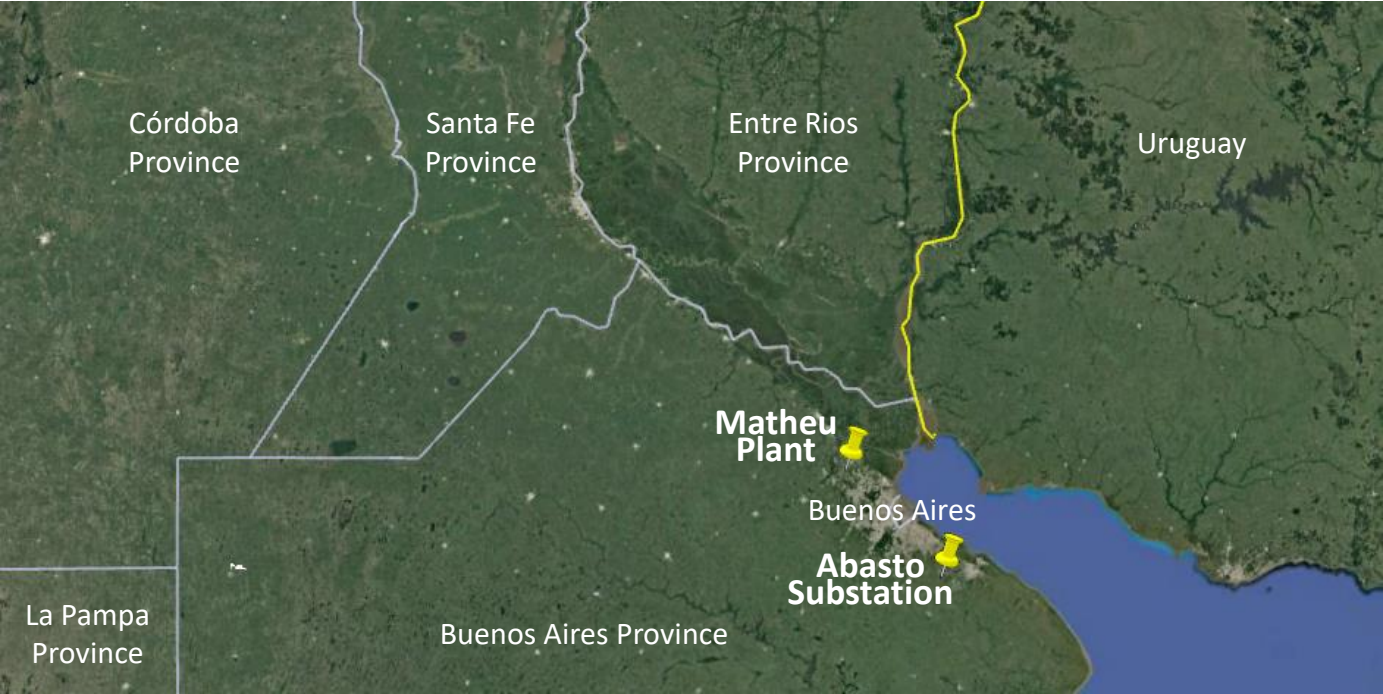 Córdoba
Province
Santa Fe
Province
Entre Rios
Province
Uruguay
Matheu
Plant
Buenos Aires
Abasto
Substation
La Pampa
Province
Buenos Aires Province